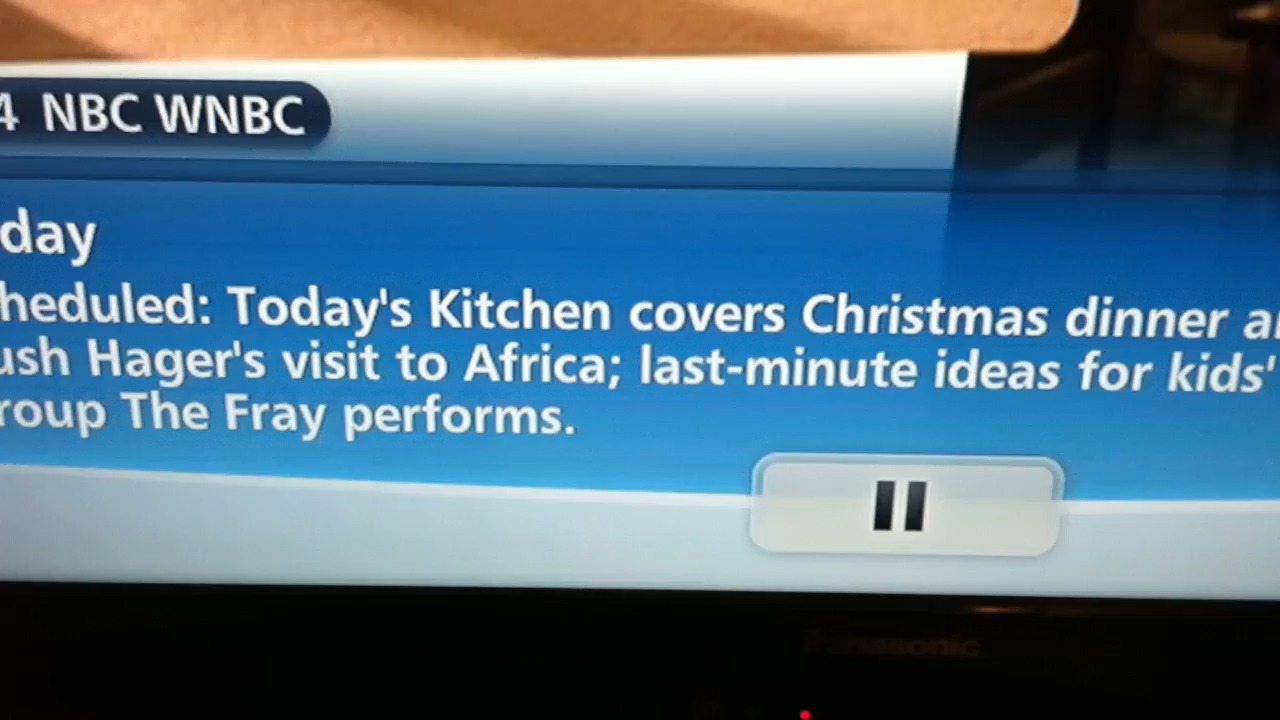 4 NBC WNBC
day
heduled: Today's Kitchen covers Christmas dinner a
ush Hager's visit to Africa; last-minute ideas for kids'
roup The Fray performs.
Panasonic